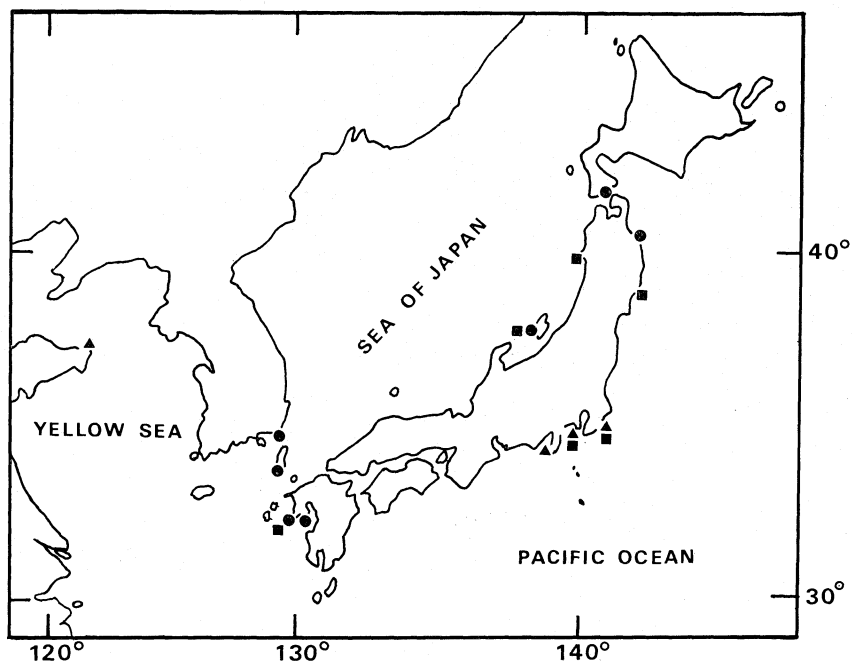 SEA OF JAPAN
40°
YELLOW SEA
PACIFIC OCEAN
30°
120°
130°
140°